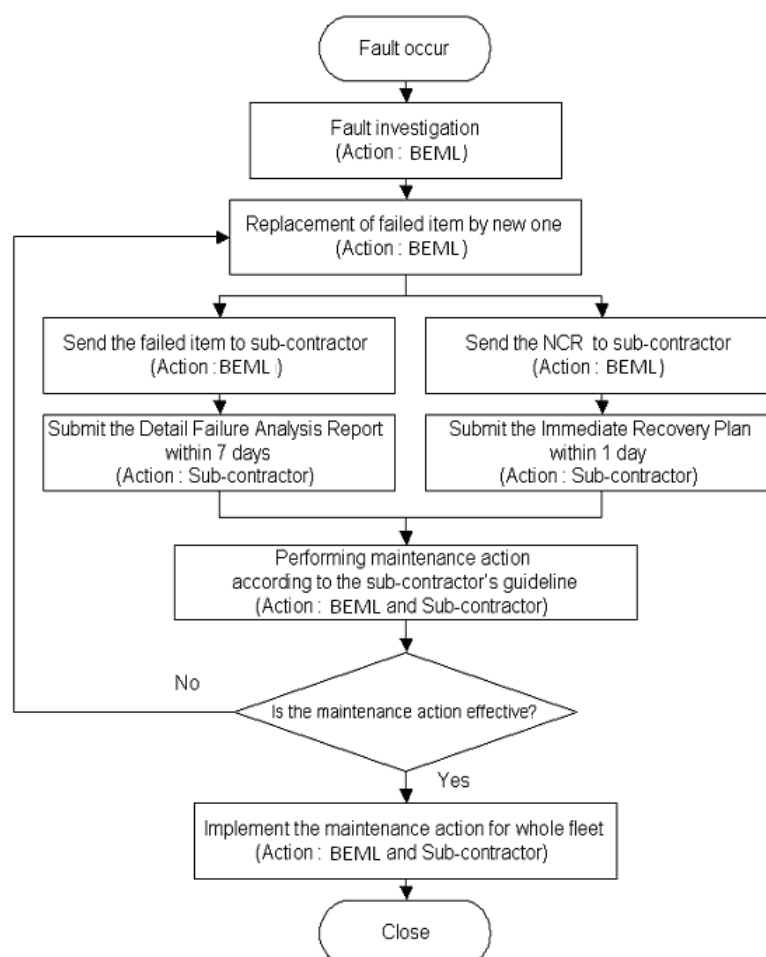 Fault occur
Fault investigation
(Action : BEML)
Replacement of failed item by new one
(Action : BEML)
Send the failed item to sub-contractor
(Action : BEML )
Send the NCR to sub-contractor
(Action : BEML)
Submit the Detail Failure Analysis Report
within 7 days
(Action : Sub-contractor)
Submit the Immediate Recovery Plan
within 1 day
(Action : Sub-contractor)
Performing maintenance action
according to the sub-contractor's guideline
(Action : BEML and Sub-contractor)
No
Is the maintenance action effective?
Yes
Implement the maintenance action for whole fleet
(Action : BEML and Sub-contractor)
Close